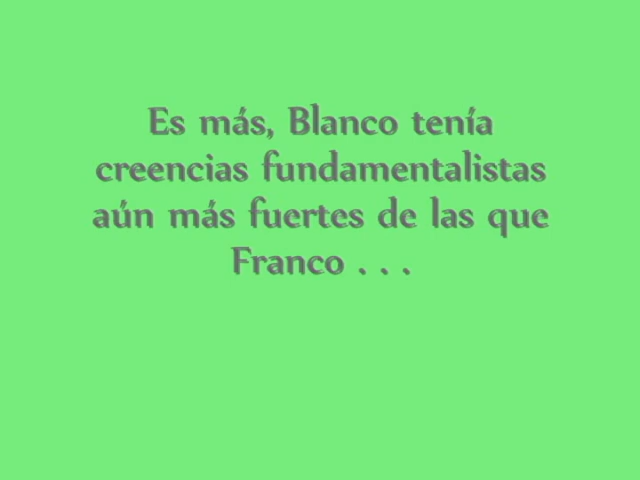 Es más, Blanco tenía
creencias fundamentalistas
aún más fuertes de las que
Franco . . .